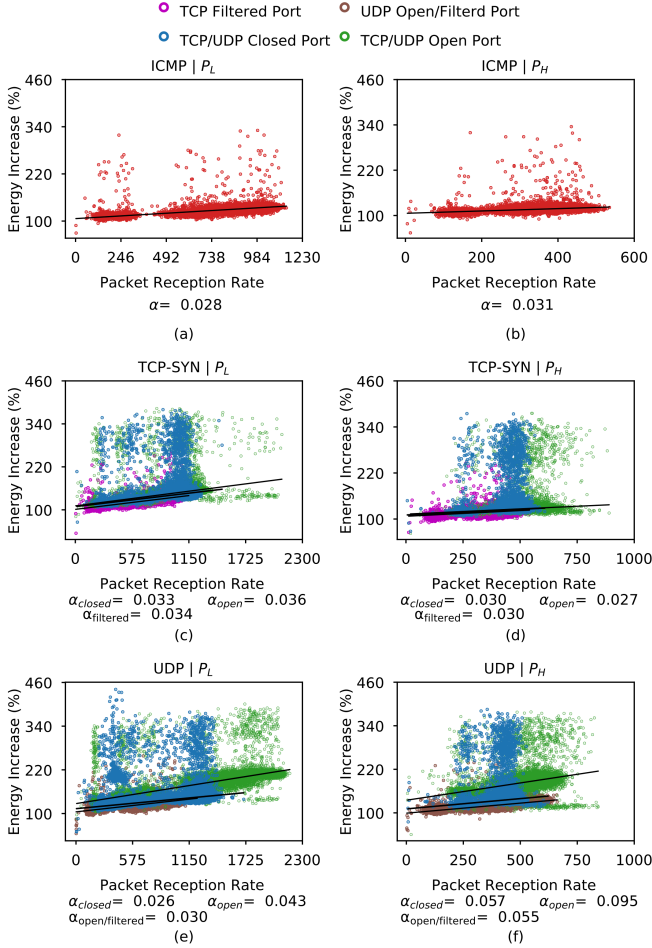 TCP Filtered Port UDP Open/Filterd Port
TCP/UDP Closed Port TCP/UDP Open Port
ICMP | P_L ICMP | P_H
Energy Increase (%) Energy Increase (%)
460 340 220 100 460 340 220 100
0 246 492 738 984 1230 0 200 400 600
Packet Reception Rate Packet Reception Rate
α= 0.028 α= 0.031
(a) (b)
TCP-SYN | P_L TCP-SYN | P_H
Energy Increase (%) Energy Increase (%)
460 340 220 100 460 340 220 100
0 575 1150 1725 2300 0 250 500 750 1000
Packet Reception Rate Packet Reception Rate
α_closed= 0.033 α_open= 0.036 α_closed= 0.030 α_open= 0.027
α_filtered= 0.034 α_filtered= 0.030
(c) (d)
UDP | P_L UDP | P_H
Energy Increase (%) Energy Increase (%)
460 340 220 100 460 340 220 100
0 575 1150 1725 2300 0 250 500 750 1000
Packet Reception Rate Packet Reception Rate
α_closed= 0.026 α_open= 0.043 α_closed= 0.057 α_open= 0.095
α_open/filtered= 0.030 α_open/filtered= 0.055
(e) (f)